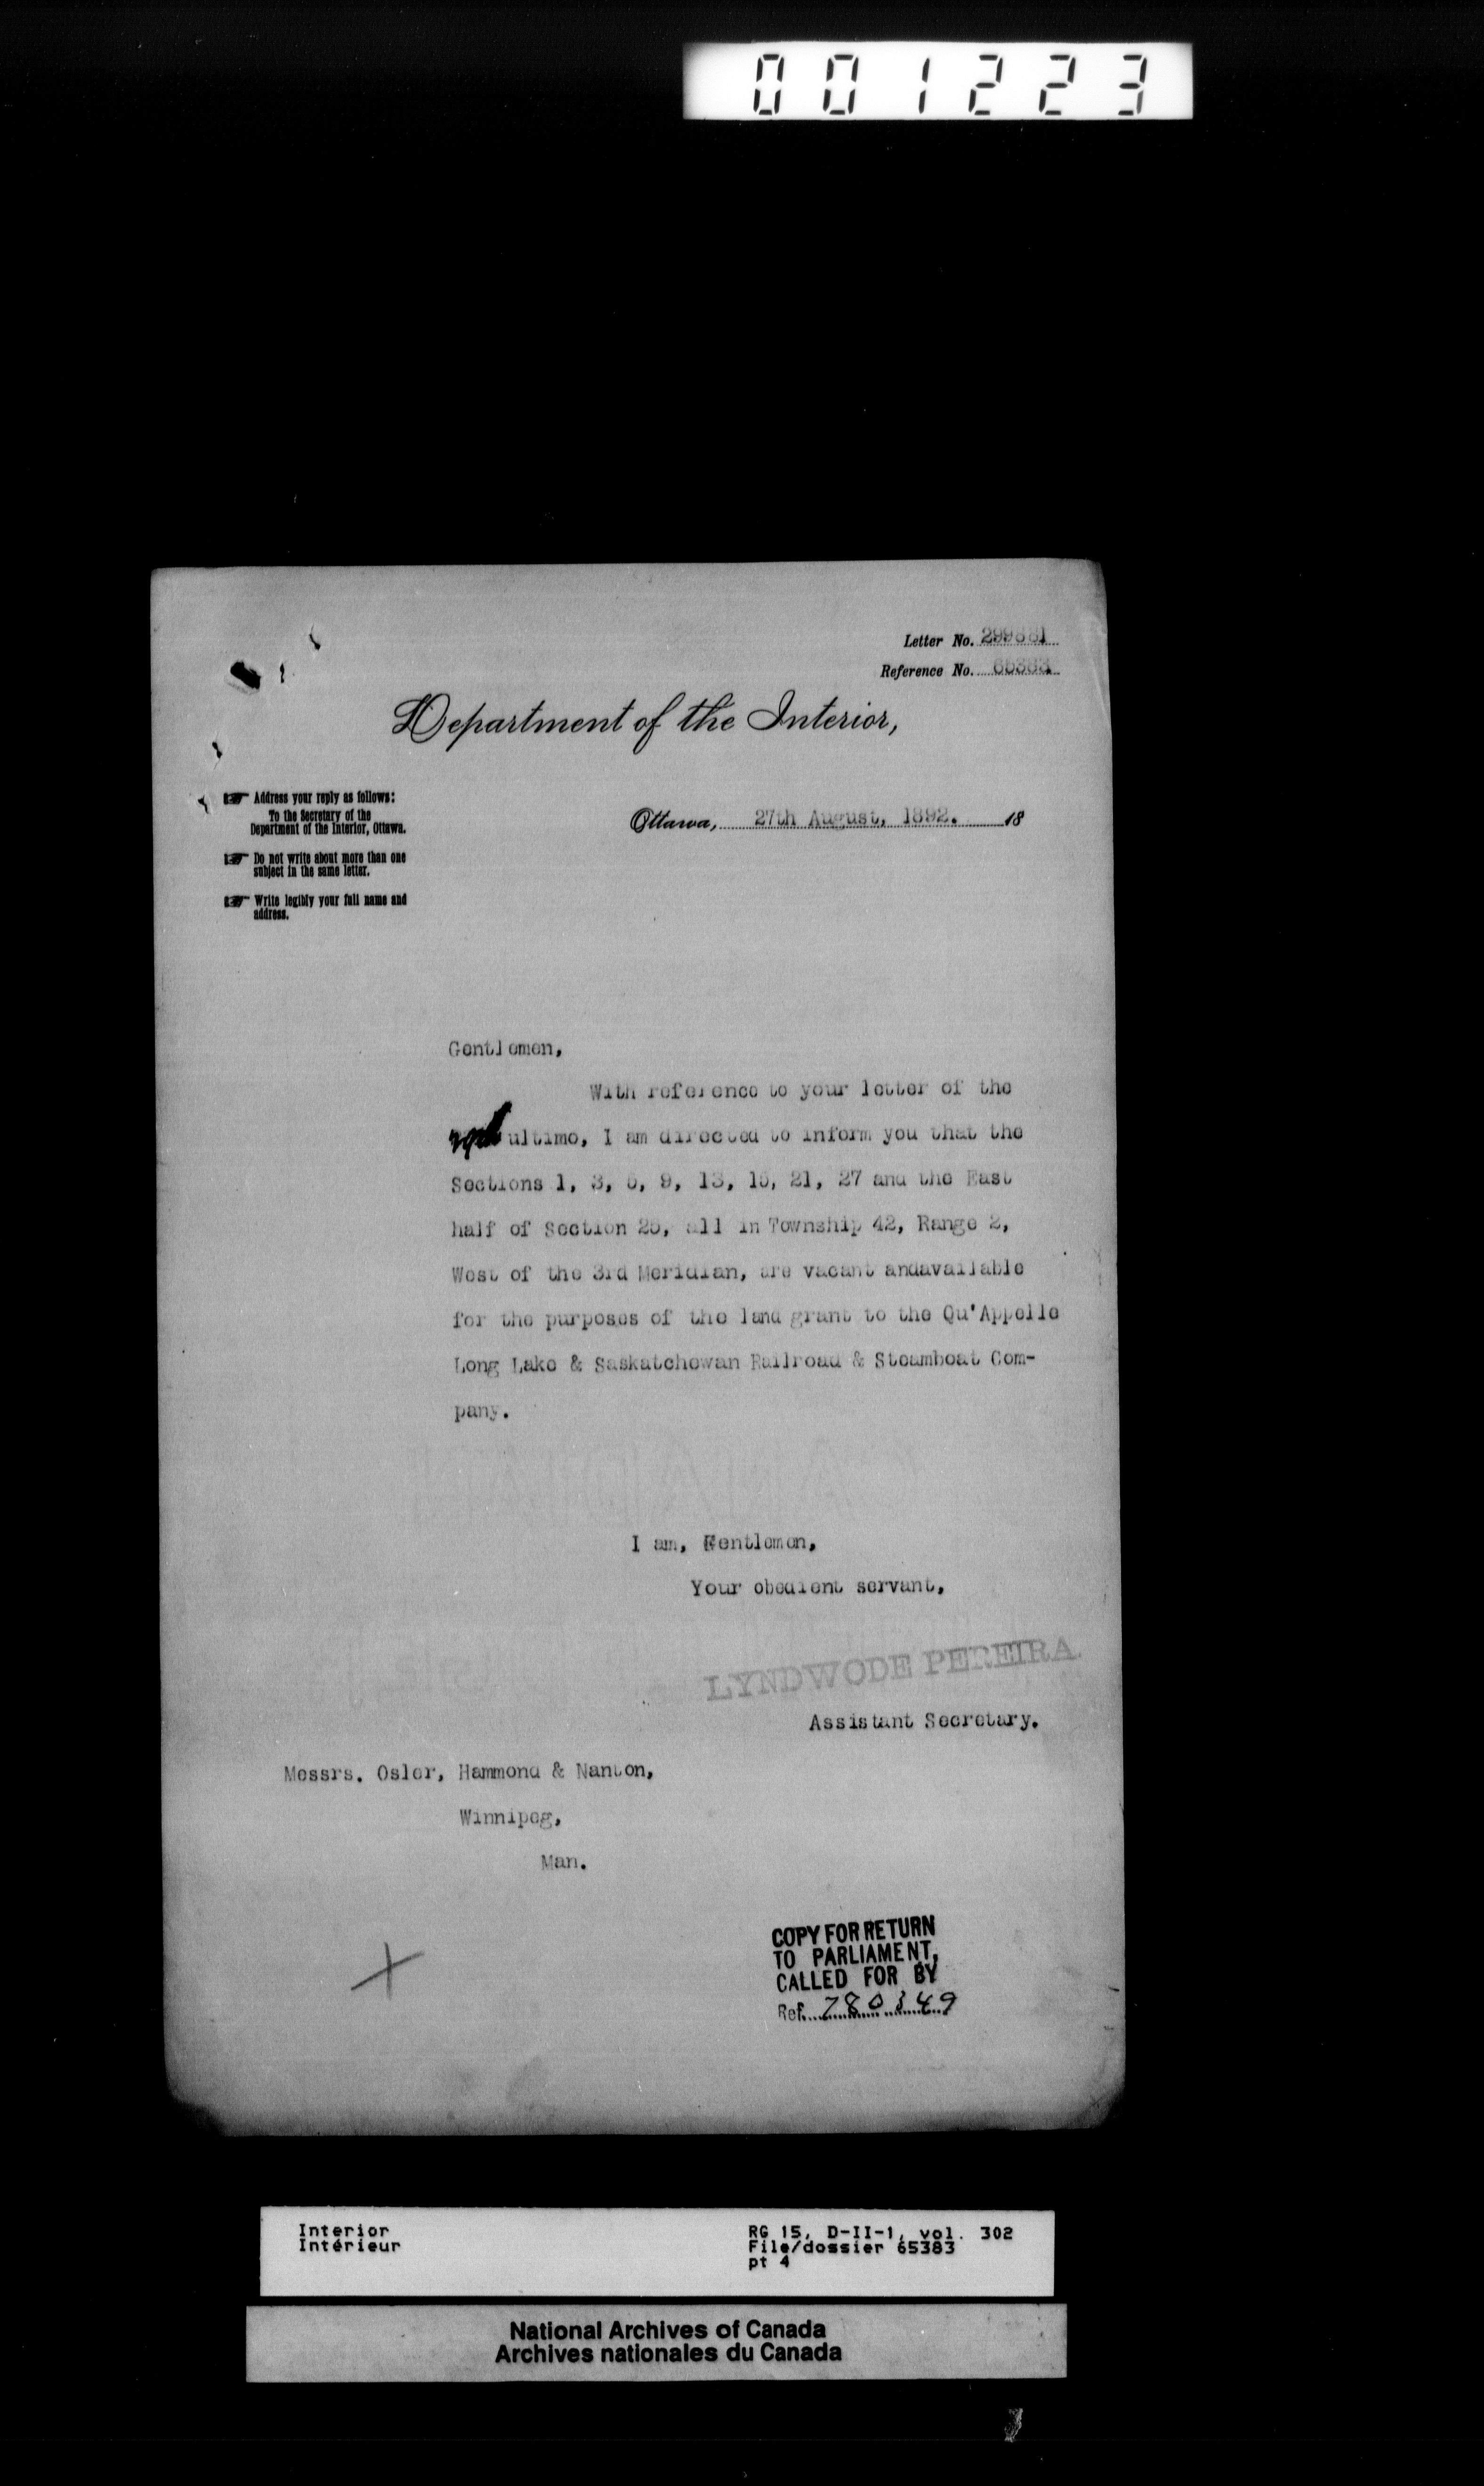 001223
Letter No. 299881
Reference No. 65383
Department of the Interior,
Address your reply as follows:
To the Secretary of the
Department of the Interior, Ottawa.
Do not write about more than one
subject in the same letter.
Write legibly your full name and
address.
Ottawa, 27th August, 1892. 18
Gentlemen,
With reference to your letter of the
ultimo, I am directed to inform you that the
Sections 1, 3, 5, 9, 13, 15, 21, 27 and the East
half of Section 25, all in Township 42, Range 2,
West of the 3rd Meridian, are vacant andavailable
for the purposes of the land grant to the Qu'Appelle
Long Lake & Saskatchewan Railroad & Steamboat Com-
pany.
I am, Gentlemen,
Your obedient servant,
LYNDWODE PEREIRA
Assistant Secretary.
Messrs. Osler, Hammond & Nanton,
Winnipeg,
Man.
COPY FOR RETURN
TO PARLIAMENT,
CALLED FOR BY
Ref. 780349
Interior
Intérieur
RG 15, D-II-1, vol. 302
File/dossier 65383
pt 4
National Archives of Canada
Archives nationales du Canada